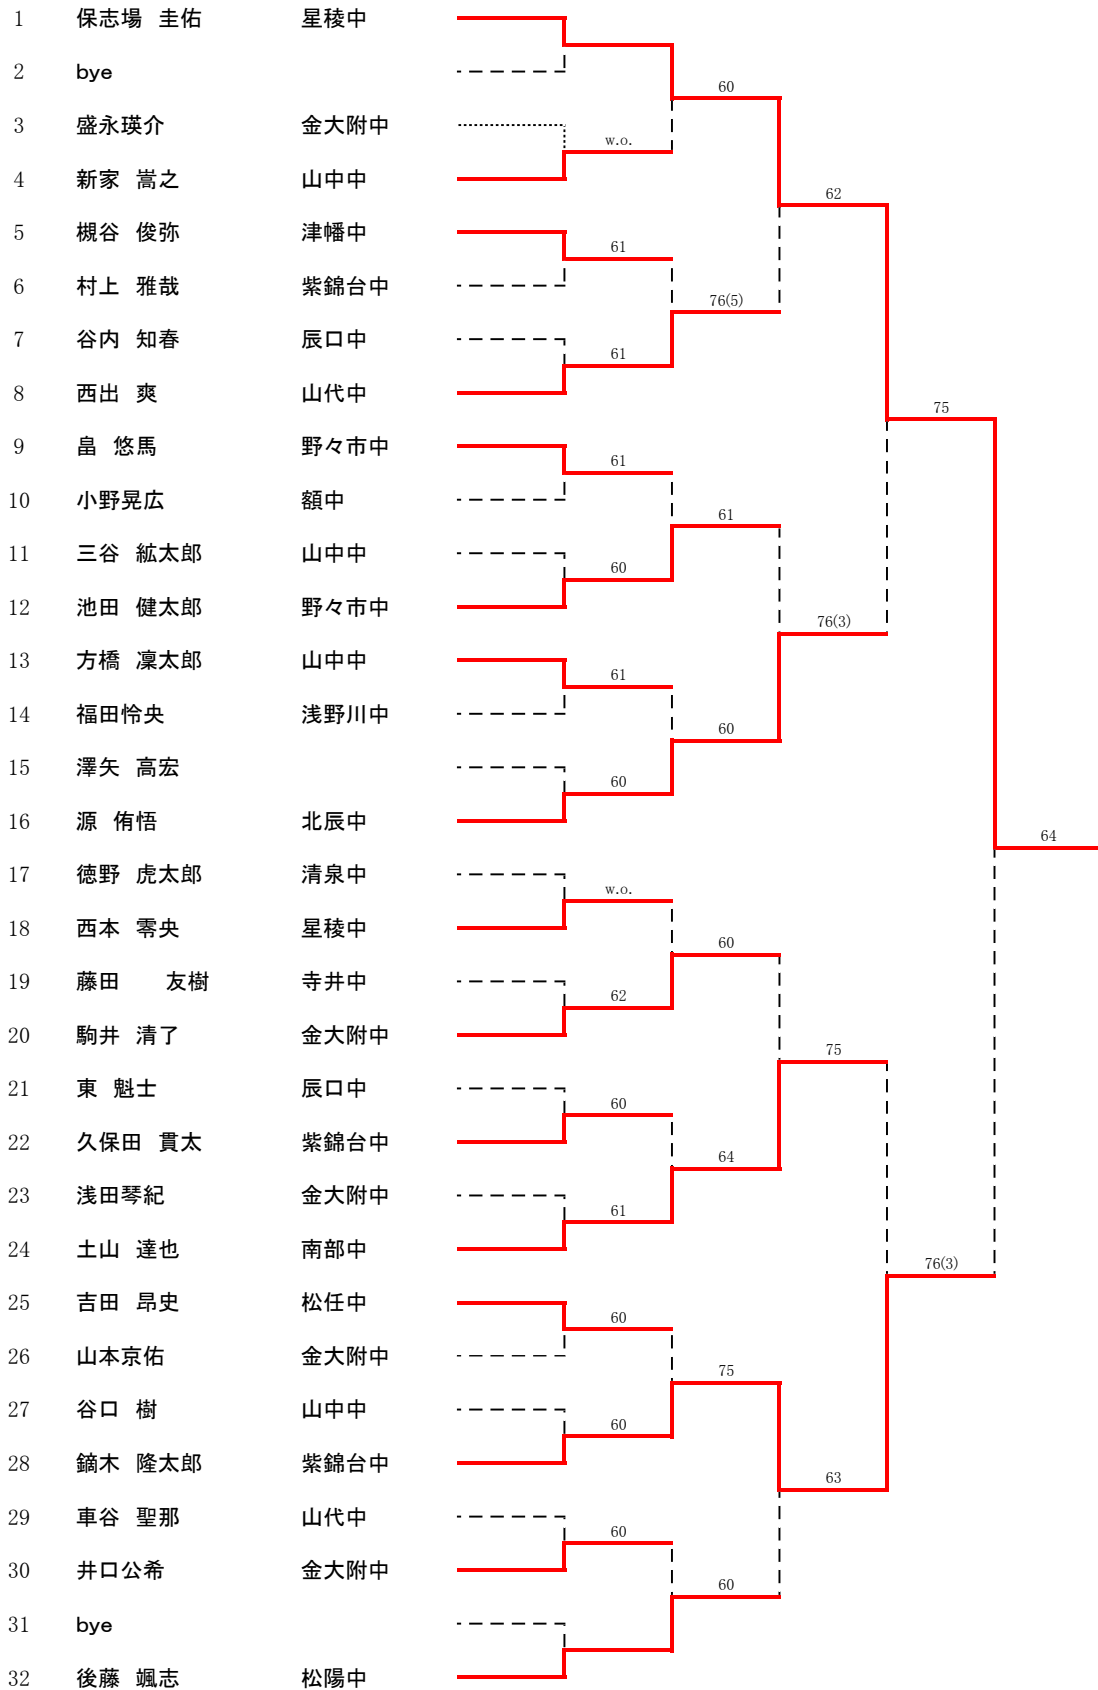 1 保志場 圭佑 星稜中
2 bye
60
3 盛永瑛介 金大附中
w.o.
4 新家 嵩之 山中中
62
5 槻谷 俊弥 津幡中
61
6 村上 雅哉 紫錦台中
76(5)
7 谷内 知春 辰口中
61
8 西出 爽 山代中
75
9 畠 悠馬 野々市中
61
10 小野晃広 額中
61
11 三谷 紘太郎 山中中
60
12 池田 健太郎 野々市中
76(3)
13 方橋 凜太郎 山中中
61
14 福田怜央 浅野川中
60
15 澤矢 高宏
60
16 源 侑悟 北辰中
64
17 徳野 虎太郎 清泉中
w.o.
18 西本 零央 星稜中
60
19 藤田 友樹 寺井中
62
20 駒井 清了 金大附中
75
21 東 魁士 辰口中
60
22 久保田 貫太 紫錦台中
64
23 浅田琴紀 金大附中
61
24 土山 達也 南部中
76(3)
25 吉田 昂史 松任中
60
26 山本京佑 金大附中
75
27 谷口 樹 山中中
60
28 鏑木 隆太郎 紫錦台中
63
29 車谷 聖那 山代中
60
30 井口公希 金大附中
60
31 bye
32 後藤 颯志 松陽中